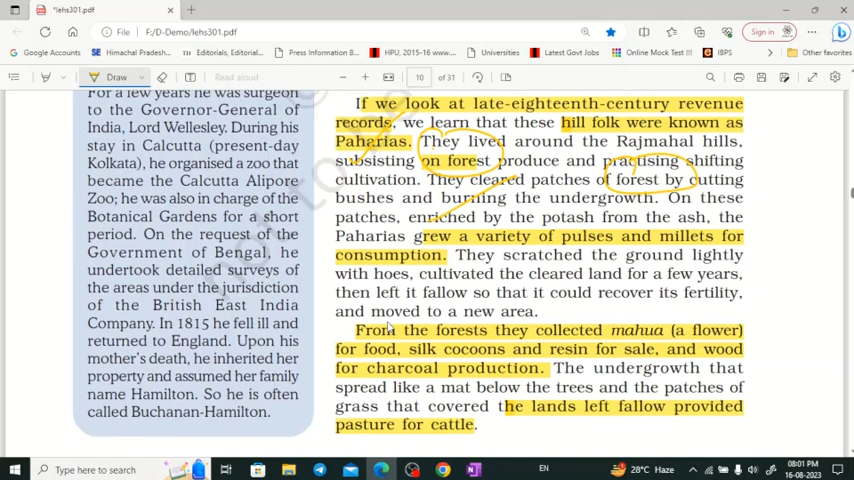 *lehs301.pdf
File
F:/D-Demo/lehs301.pdf
Sign in
Google
Himachal Pradesh...
Editorials, Editorial...
Press Information B...
HPU, 2015-16 www....
Universities
Latest Govt Jobs
Online Mock Test III
IBPS
Other favorites
Draw
Read aloud
10 of 31
For a few years he was surgeon
to the Governor-General of
India, Lord Wellesley. During his
stay in Calcutta (present-day
Kolkata), he organised a zoo that
became the Calcutta Alipore
Zoo; he was also in charge of the
Botanical Gardens for a short
period. On the request of the
Government of Bengal, he
undertook detailed surveys of
the areas under the jurisdiction
of the British East India
Company. In 1815 he fell ill and
returned to England. Upon his
mother's death, he inherited her
property and assumed her family
name Hamilton. So he is often
called Buchanan-Hamilton.
If we look at late-eighteenth-century revenue
records, we learn that these hill folk were known as
Paharias. They lived around the Rajmahal hills,
subsisting on forest produce and practising shifting
cultivation. They cleared patches of forest by cutting
bushes and burning the undergrowth. On these
patches, enriched by the potash from the ash, the
Paharias grew a variety of pulses and millets for
consumption. They scratched the ground lightly
with hoes, cultivated the cleared land for a few years,
then left it fallow so that it could recover its fertility,
and moved to a new area.
From the forests they collected mahua (a flower)
for food, silk cocoons and resin for sale, and wood
for charcoal production. The undergrowth that
spread like a mat below the trees and the patches of
grass that covered the lands left fallow provided
pasture for cattle.
not to be
Type here to search
EN
28°C Haze
08:01 PM
16-08-2023